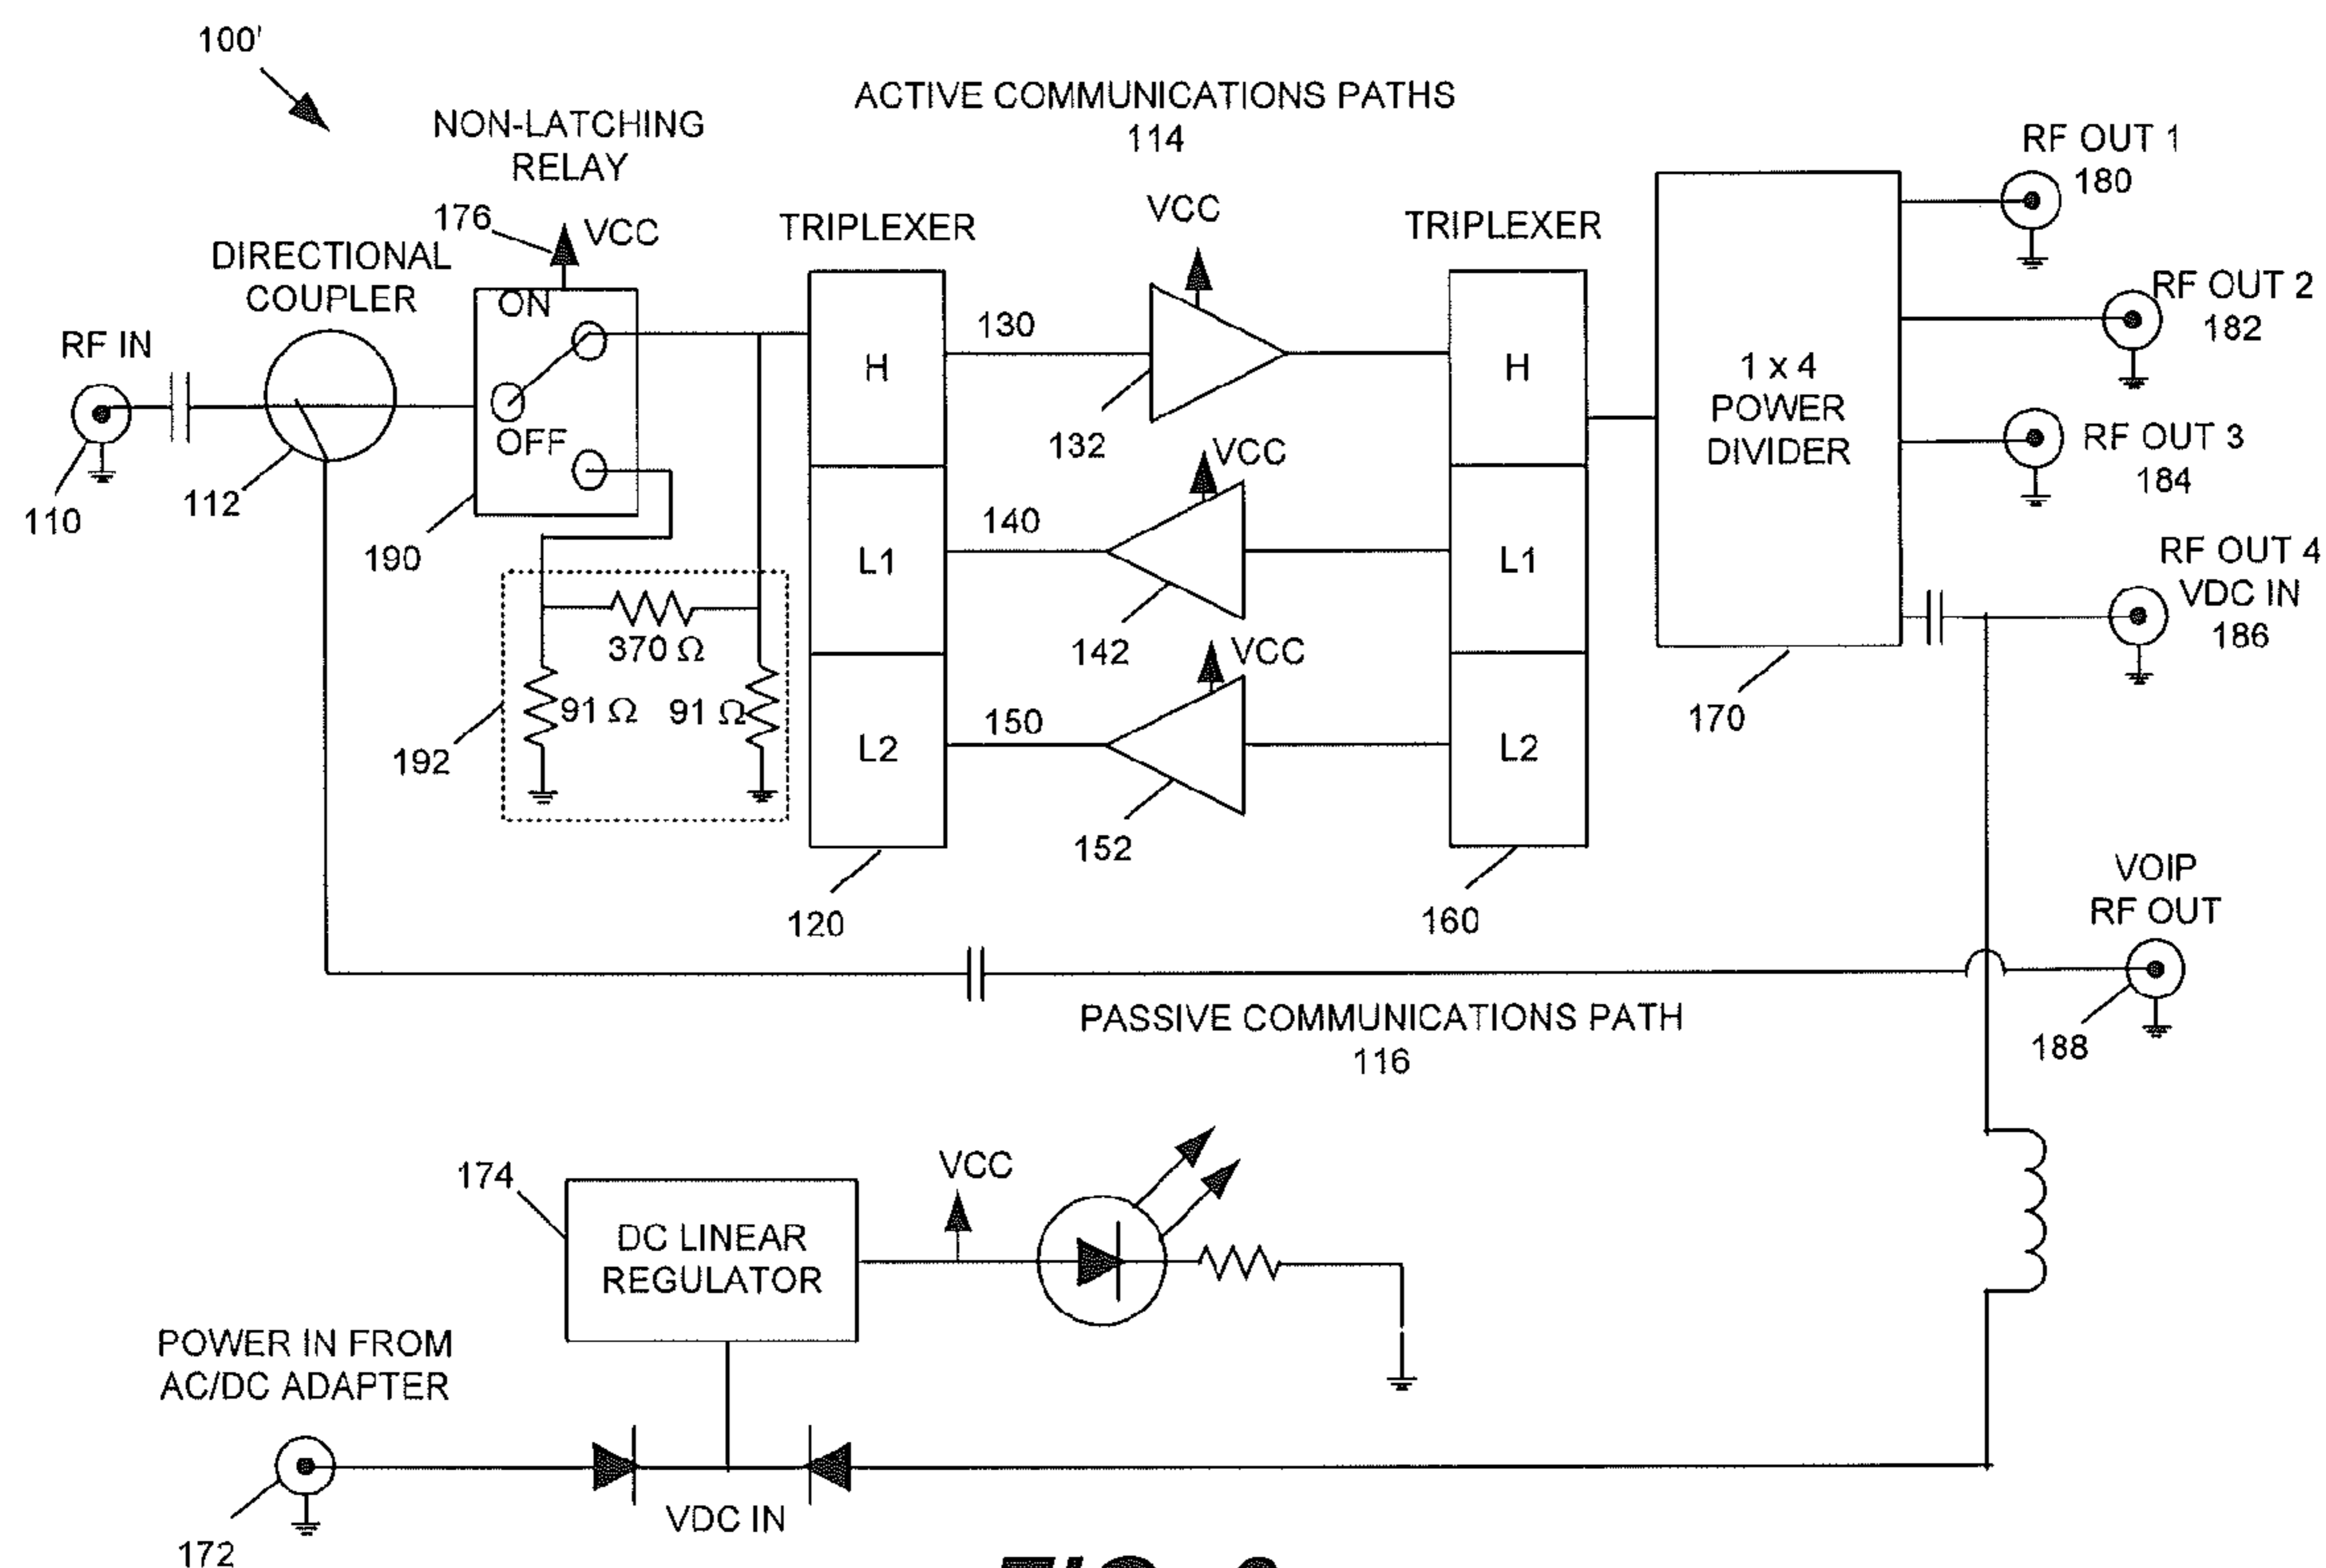 100'
ACTIVE COMMUNICATIONS PATHS
114
NON-LATCHING
RELAY
176
VCC
DIRECTIONAL
COUPLER
RF IN
110
112
ON
OFF
190
370 Ω
91 Ω
91 Ω
192
TRIPLEXER
H
L1
L2
120
130
VCC
132
140
VCC
142
150
VCC
152
TRIPLEXER
H
L1
L2
160
1 x 4
POWER
DIVIDER
170
RF OUT 1
180
RF OUT 2
182
RF OUT 3
184
RF OUT 4
VDC IN
186
VOIP
RF OUT
188
PASSIVE COMMUNICATIONS PATH
116
174
DC LINEAR
REGULATOR
VCC
POWER IN FROM
AC/DC ADAPTER
172
VDC IN